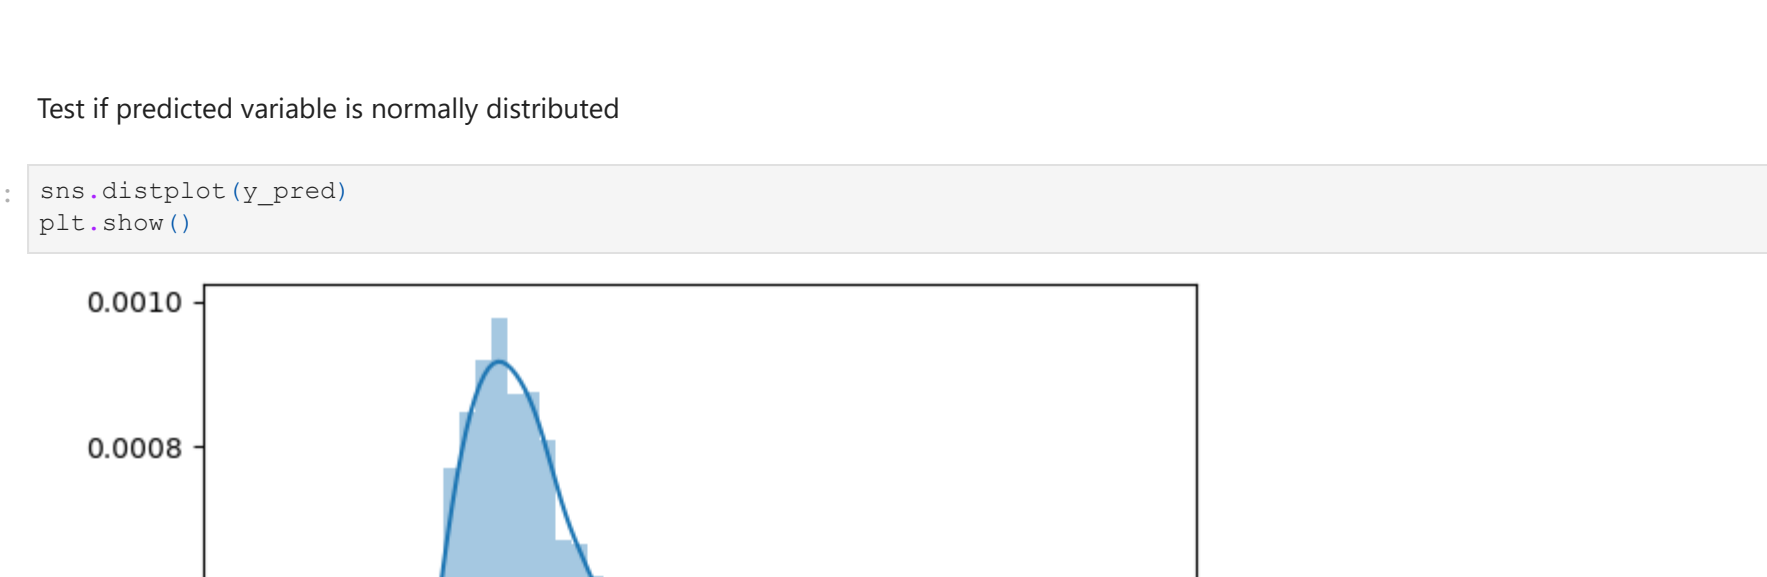 Test if predicted variable is normally distributed
:
sns.distplot(y_pred)
plt.show()
0.0010
0.0008